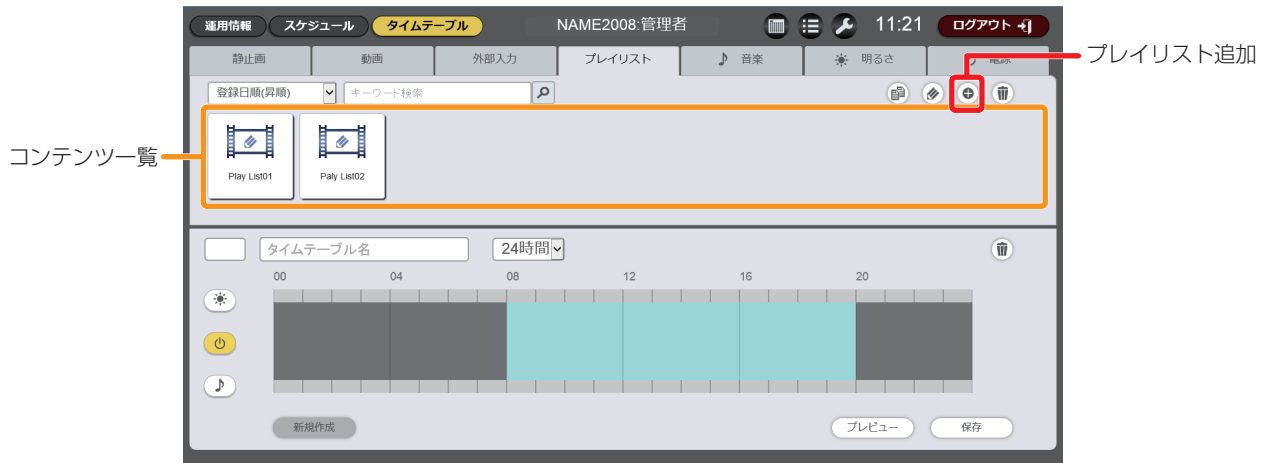 運用情報 スケジュール タイムテーブル NAME2008:管理者 11:21 ログアウト
静止画 動画 外部入力 プレイリスト 音楽 明るさ 電源
プレイリスト追加
登録日順(昇順) キーワード検索
コンテンツ一覧
Play List01 Paly List02
タイムテーブル名 24時間
00 04 08 12 16 20
新規作成 プレビュー 保存